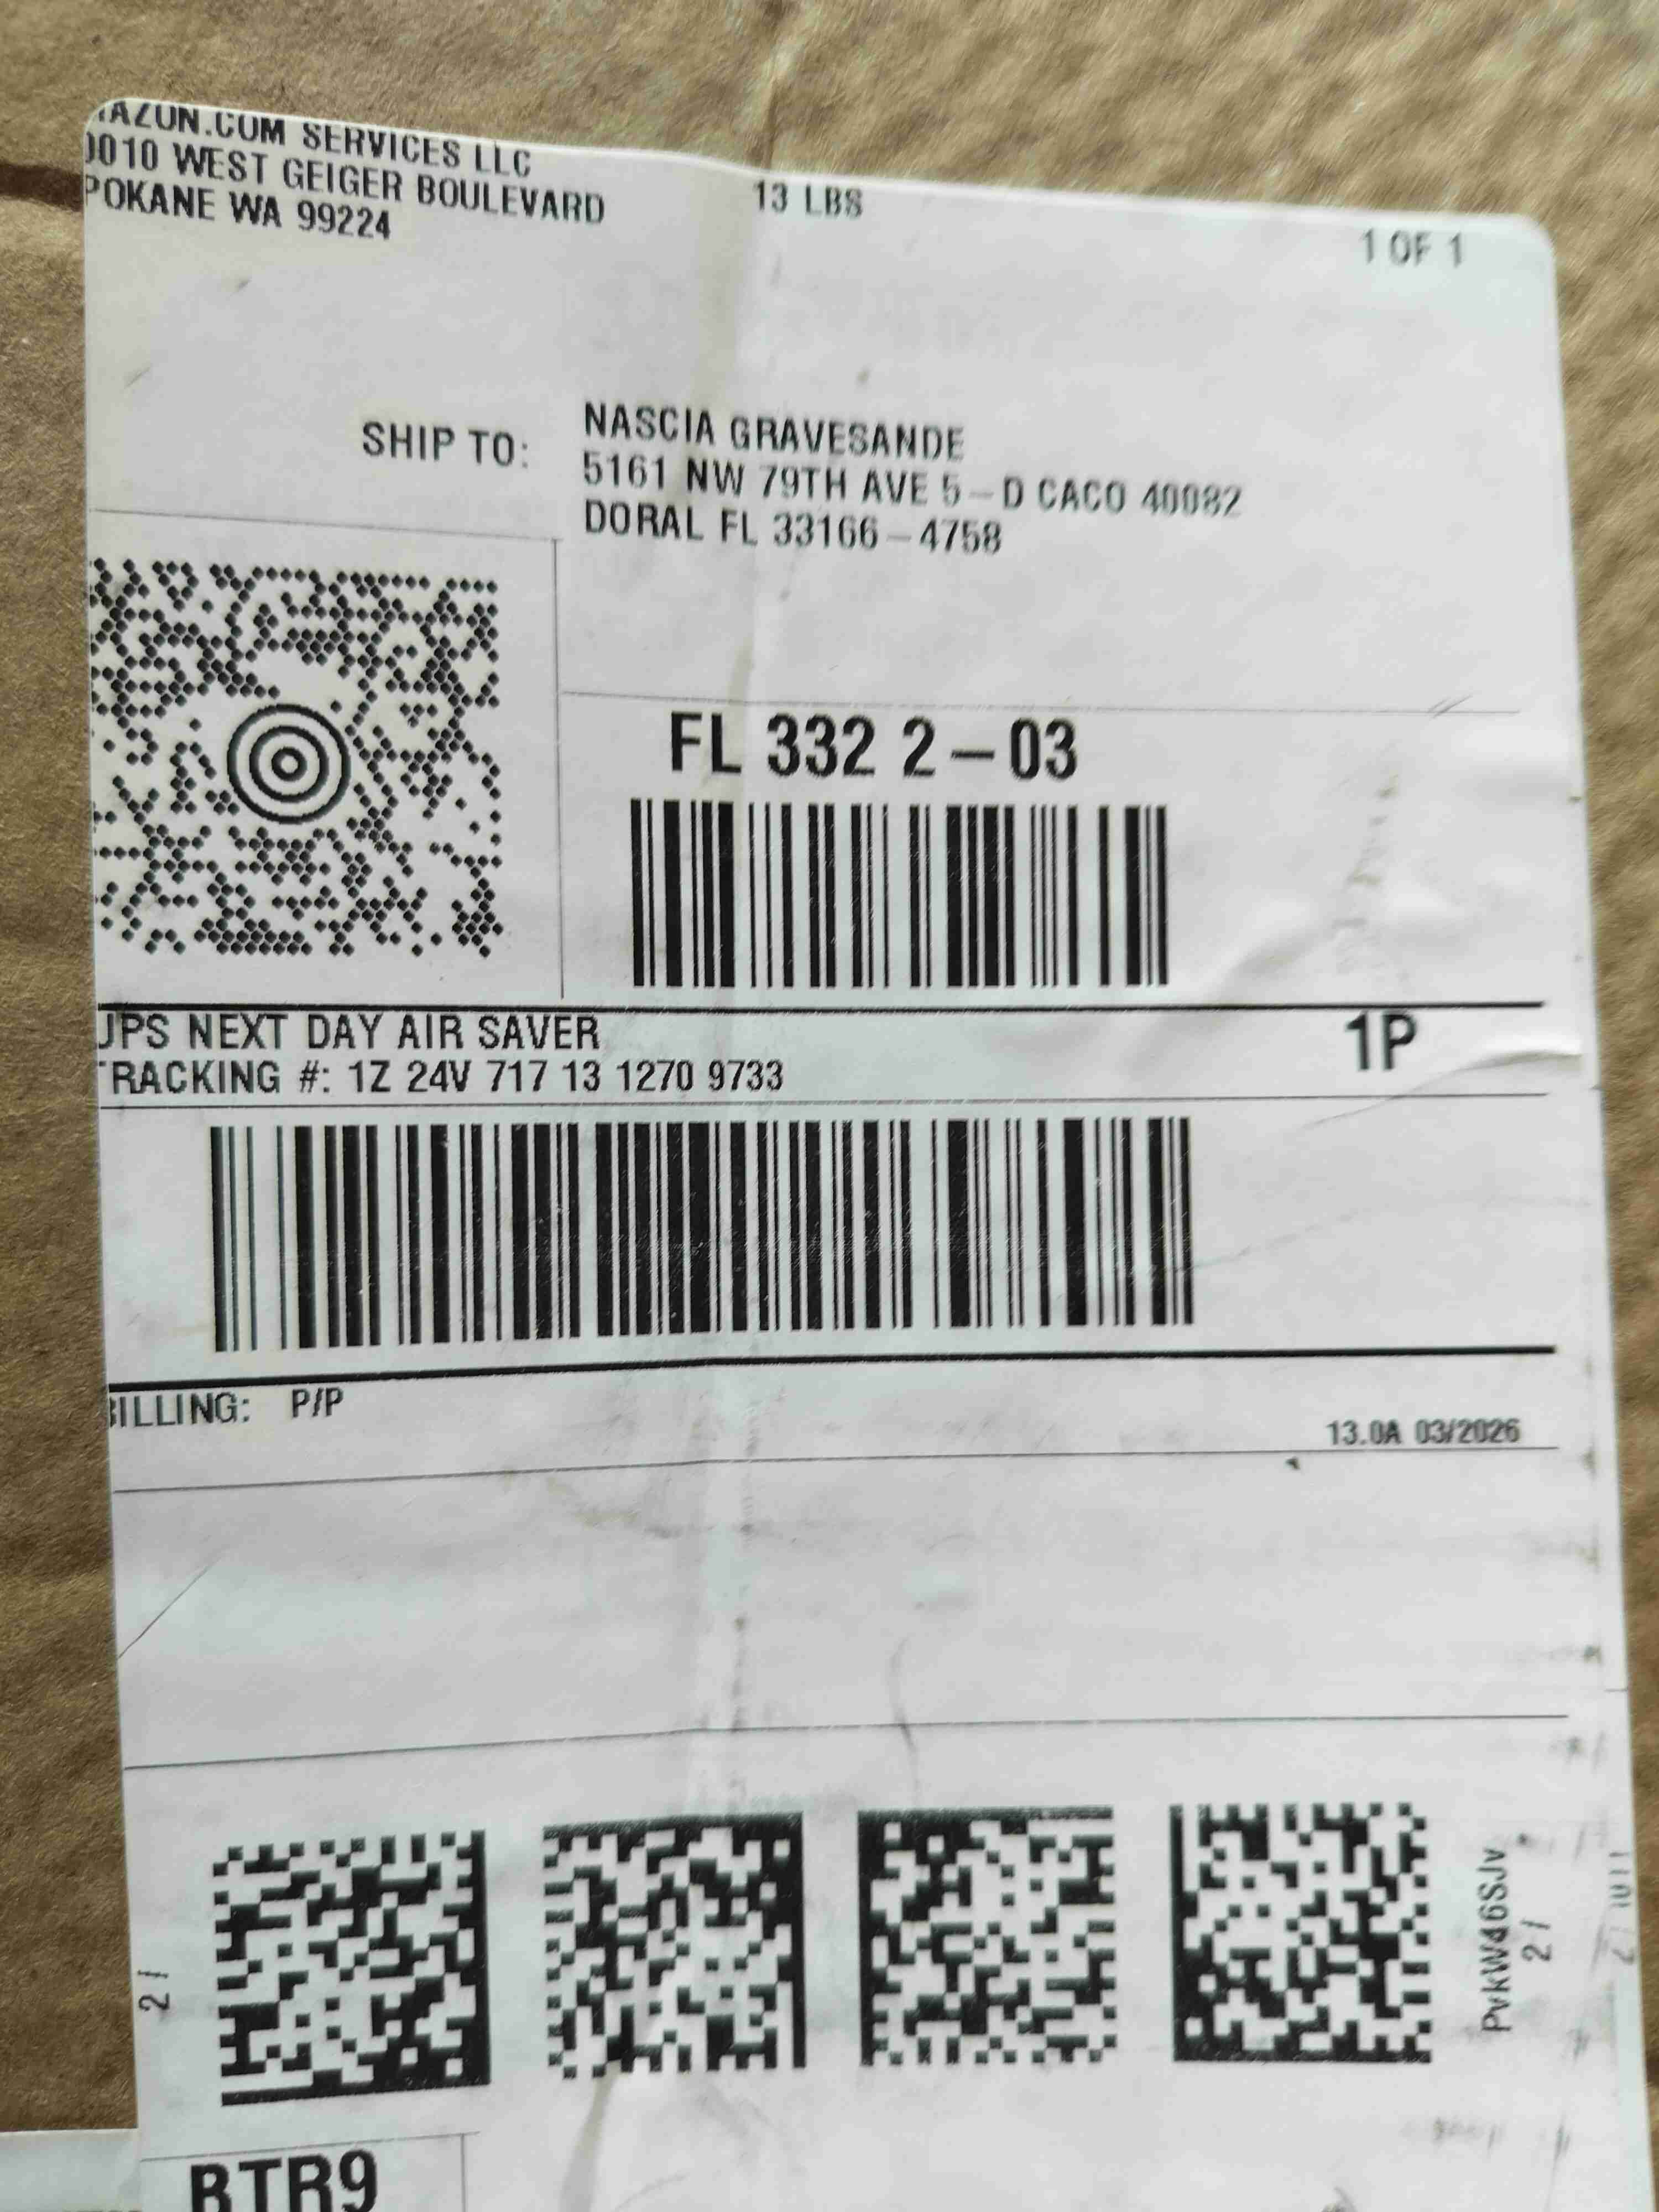 AZON.COM SERVICES LLC
0010 WEST GEIGER BOULEVARD
POKANE WA 99224
13 LBS
1 OF 1
SHIP TO:
NASCIA GRAVESANDE
5161 NW 79TH AVE 5-D CACO 40082
DORAL FL 33166-4758
FL 332 2-03
UPS NEXT DAY AIR SAVER
TRACKING #: 1Z 24V 717 13 1270 9733
1P
BILLING: P/P
13.0A 03/2026
2 /
PvkW46SJv
2 /
BTR9